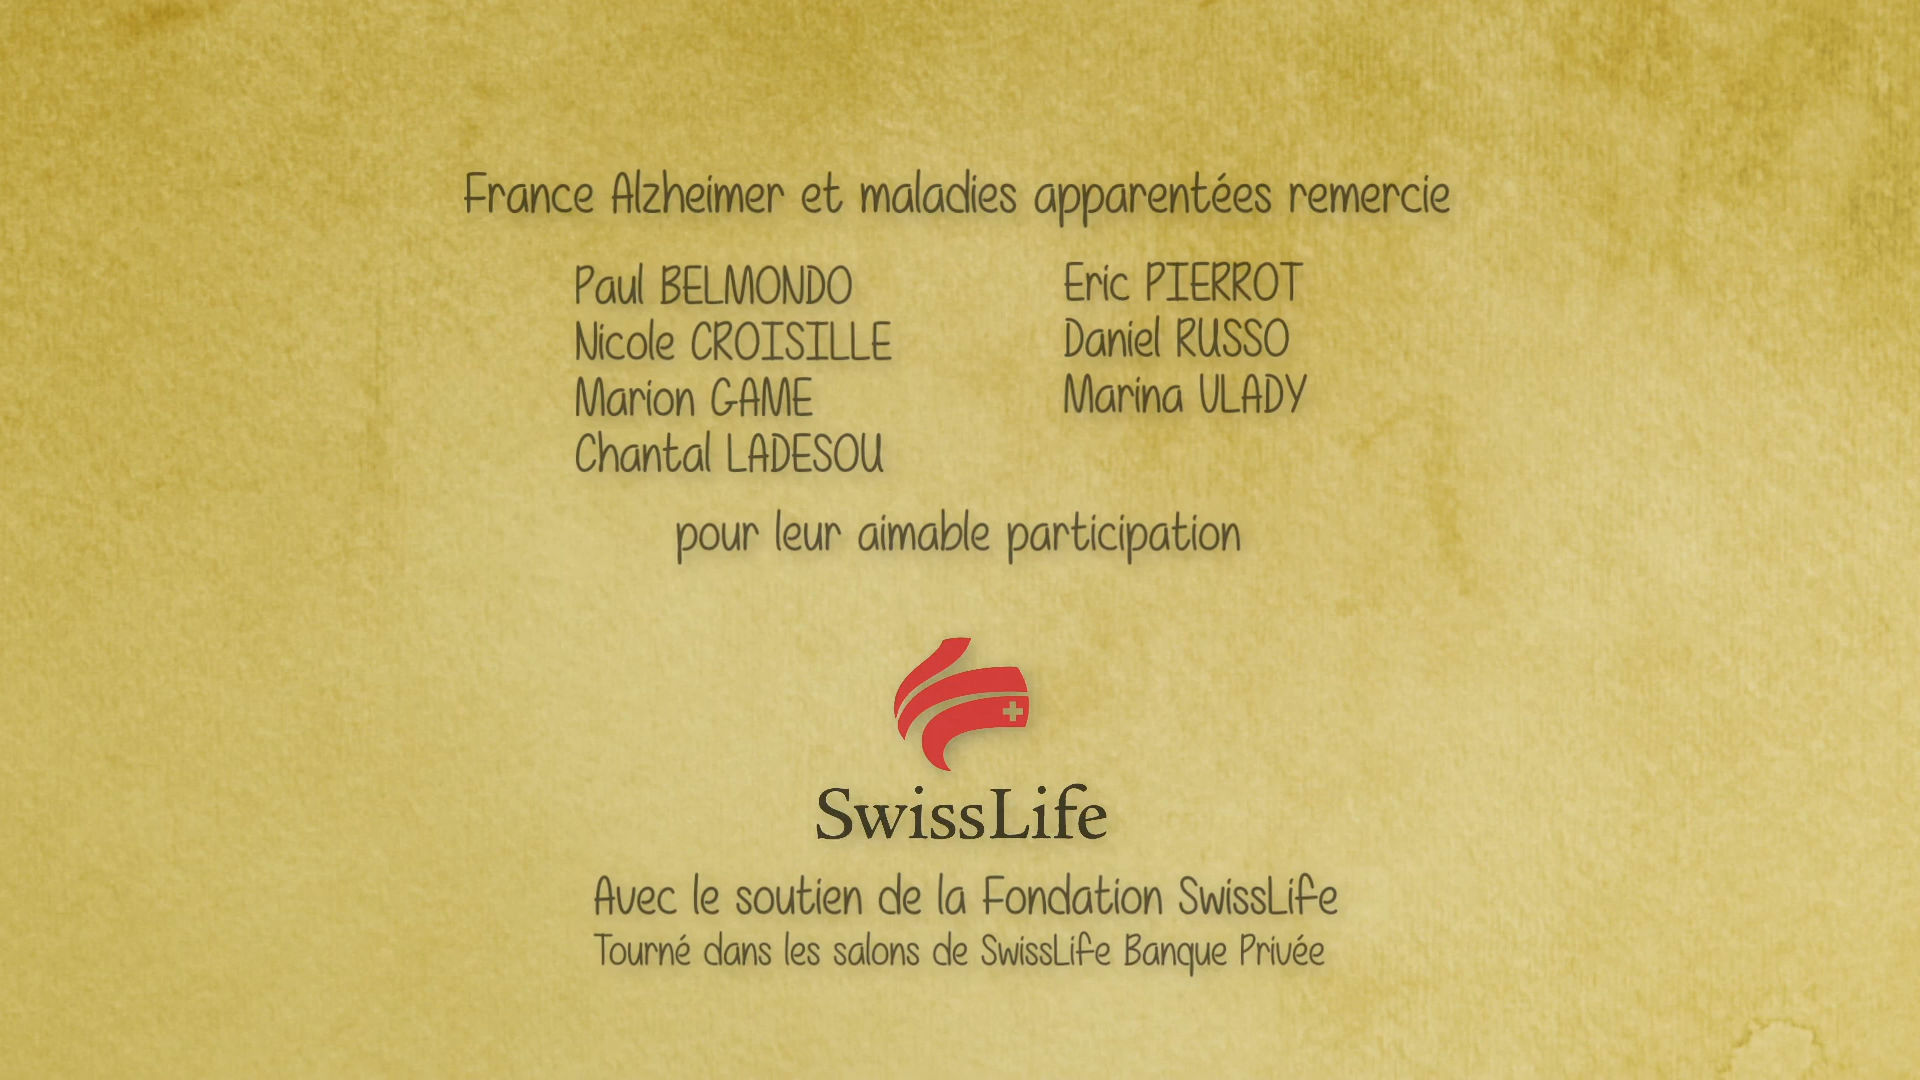 France Alzheimer et maladies apparentées remercie
Paul BELMONDO
Nicole CROISILLE
Marion GAME
Chantal LADESOU
Eric PIERROT
Daniel RUSSO
Marina VLADY
pour leur aimable participation
SwissLife
Avec le soutien de la Fondation SwissLife
Tourné dans les salons de SwissLife Banque Privée